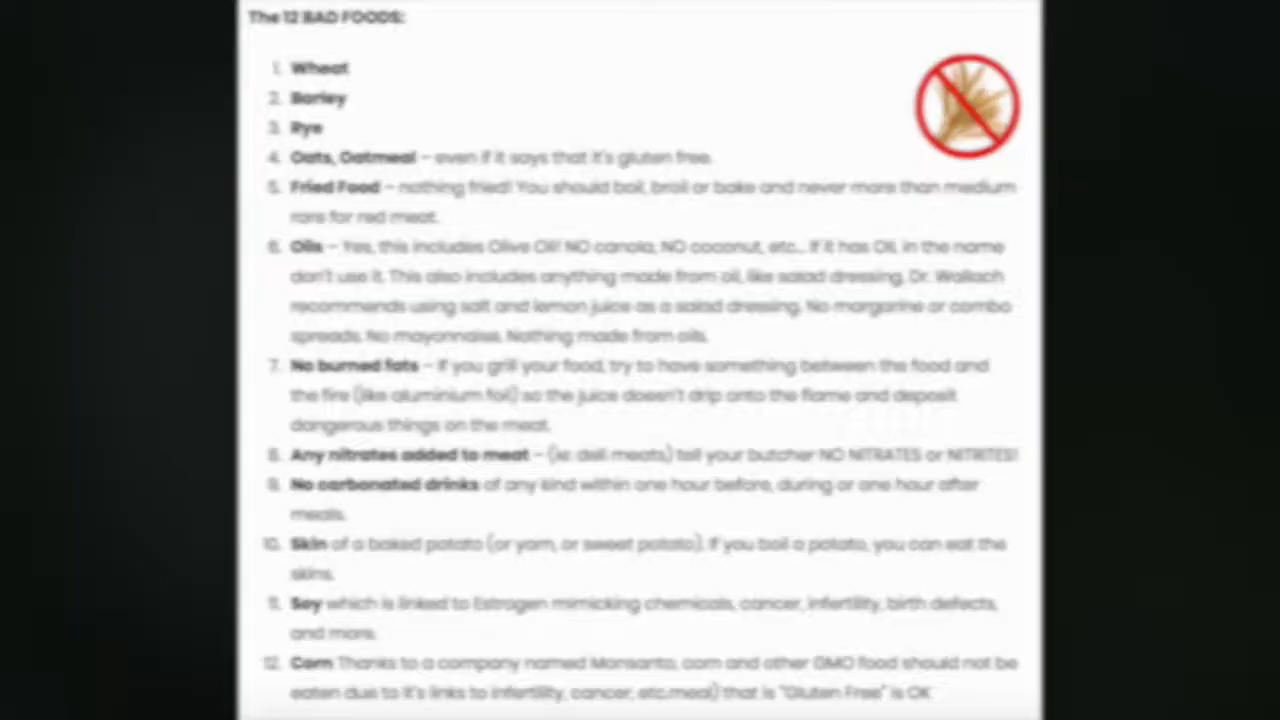 The 12 BAD FOODS:
1. Wheat
2. Barley
3. Rye
4. Oats, Oatmeal – even if it says that it's gluten free.
5. Fried Food – nothing fried! You should boil, broil or bake and never more than medium
rare for red meat.
6. Oils – Yes, this includes Olive Oil! NO canola, NO coconut, etc... If it has OIL in the name
don't use it. This also includes anything made from oil, like salad dressing. Dr. Wallach
recommends using salt and lemon juice as a salad dressing. No margarine or combo
spreads. No mayonnaise. Nothing made from oils.
7. No burned fats – If you grill your food, try to have something between the food and
the fire (like aluminium foil) so the juice doesn't drip onto the flame and deposit
dangerous things on the meat.
8. Any nitrates added to meat – (ie: deli meats) tell your butcher NO NITRATES or NITRITES!
9. No carbonated drinks of any kind within one hour before, during or one hour after
meals.
10. Skin of a baked potato (or yam, or sweet potato). If you boil a potato, you can eat the
skins.
11. Soy which is linked to Estrogen mimicking chemicals, cancer, infertility, birth defects,
and more.
12. Corn Thanks to a company named Monsanto, corn and other GMO food should not be
eaten due to it's links to infertility, cancer, etc.meal) that is "Gluten Free" is OK